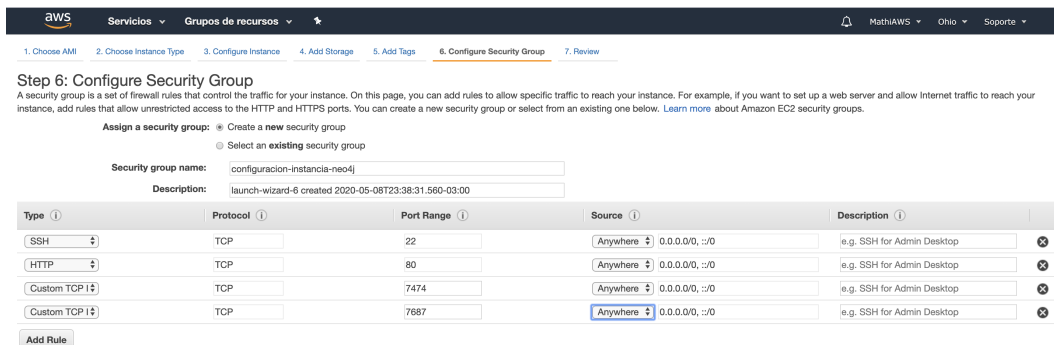 aws Servicios Grupos de recursos MathiAWS Ohio Soporte
1. Choose AMI 2. Choose Instance Type 3. Configure Instance 4. Add Storage 5. Add Tags 6. Configure Security Group 7. Review
Step 6: Configure Security Group
A security group is a set of firewall rules that control the traffic for your instance. On this page, you can add rules to allow specific traffic to reach your instance. For example, if you want to set up a web server and allow Internet traffic to reach your
instance, add rules that allow unrestricted access to the HTTP and HTTPS ports. You can create a new security group or select from an existing one below. Learn more about Amazon EC2 security groups.
Assign a security group: Create a new security group
Select an existing security group
Security group name: configuracion-instancia-neo4j
Description: launch-wizard-6 created 2020-05-08T23:38:31.560-03:00
Type i Protocol i Port Range i Source i Description i
SSH TCP 22 Anywhere 0.0.0.0/0, ::/0 e.g. SSH for Admin Desktop
HTTP TCP 80 Anywhere 0.0.0.0/0, ::/0 e.g. SSH for Admin Desktop
Custom TCP I TCP 7474 Anywhere 0.0.0.0/0, ::/0 e.g. SSH for Admin Desktop
Custom TCP I TCP 7687 Anywhere 0.0.0.0/0, ::/0 e.g. SSH for Admin Desktop
Add Rule